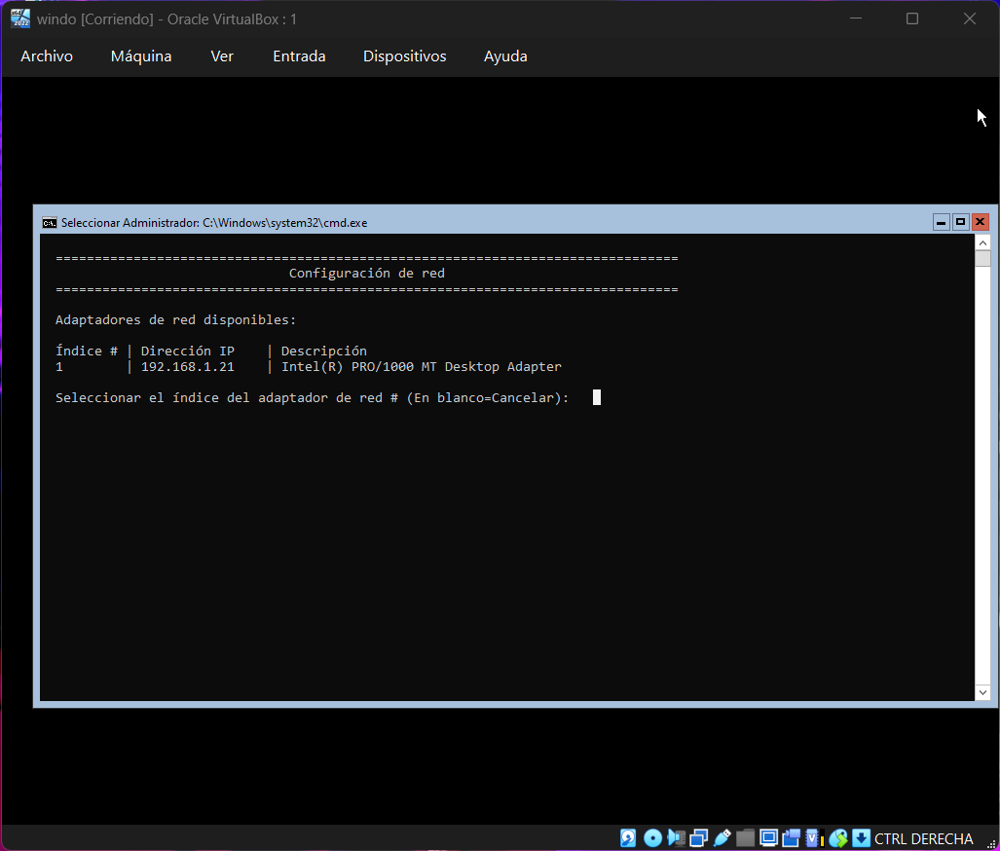 windo [Corriendo] - Oracle VirtualBox : 1
Archivo Máquina Ver Entrada Dispositivos Ayuda
Seleccionar Administrador: C:\Windows\system32\cmd.exe
================================================================================
Configuración de red
================================================================================
Adaptadores de red disponibles:
Índice # | Dirección IP | Descripción
1 | 192.168.1.21 | Intel(R) PRO/1000 MT Desktop Adapter
Seleccionar el índice del adaptador de red # (En blanco=Cancelar):
CTRL DERECHA